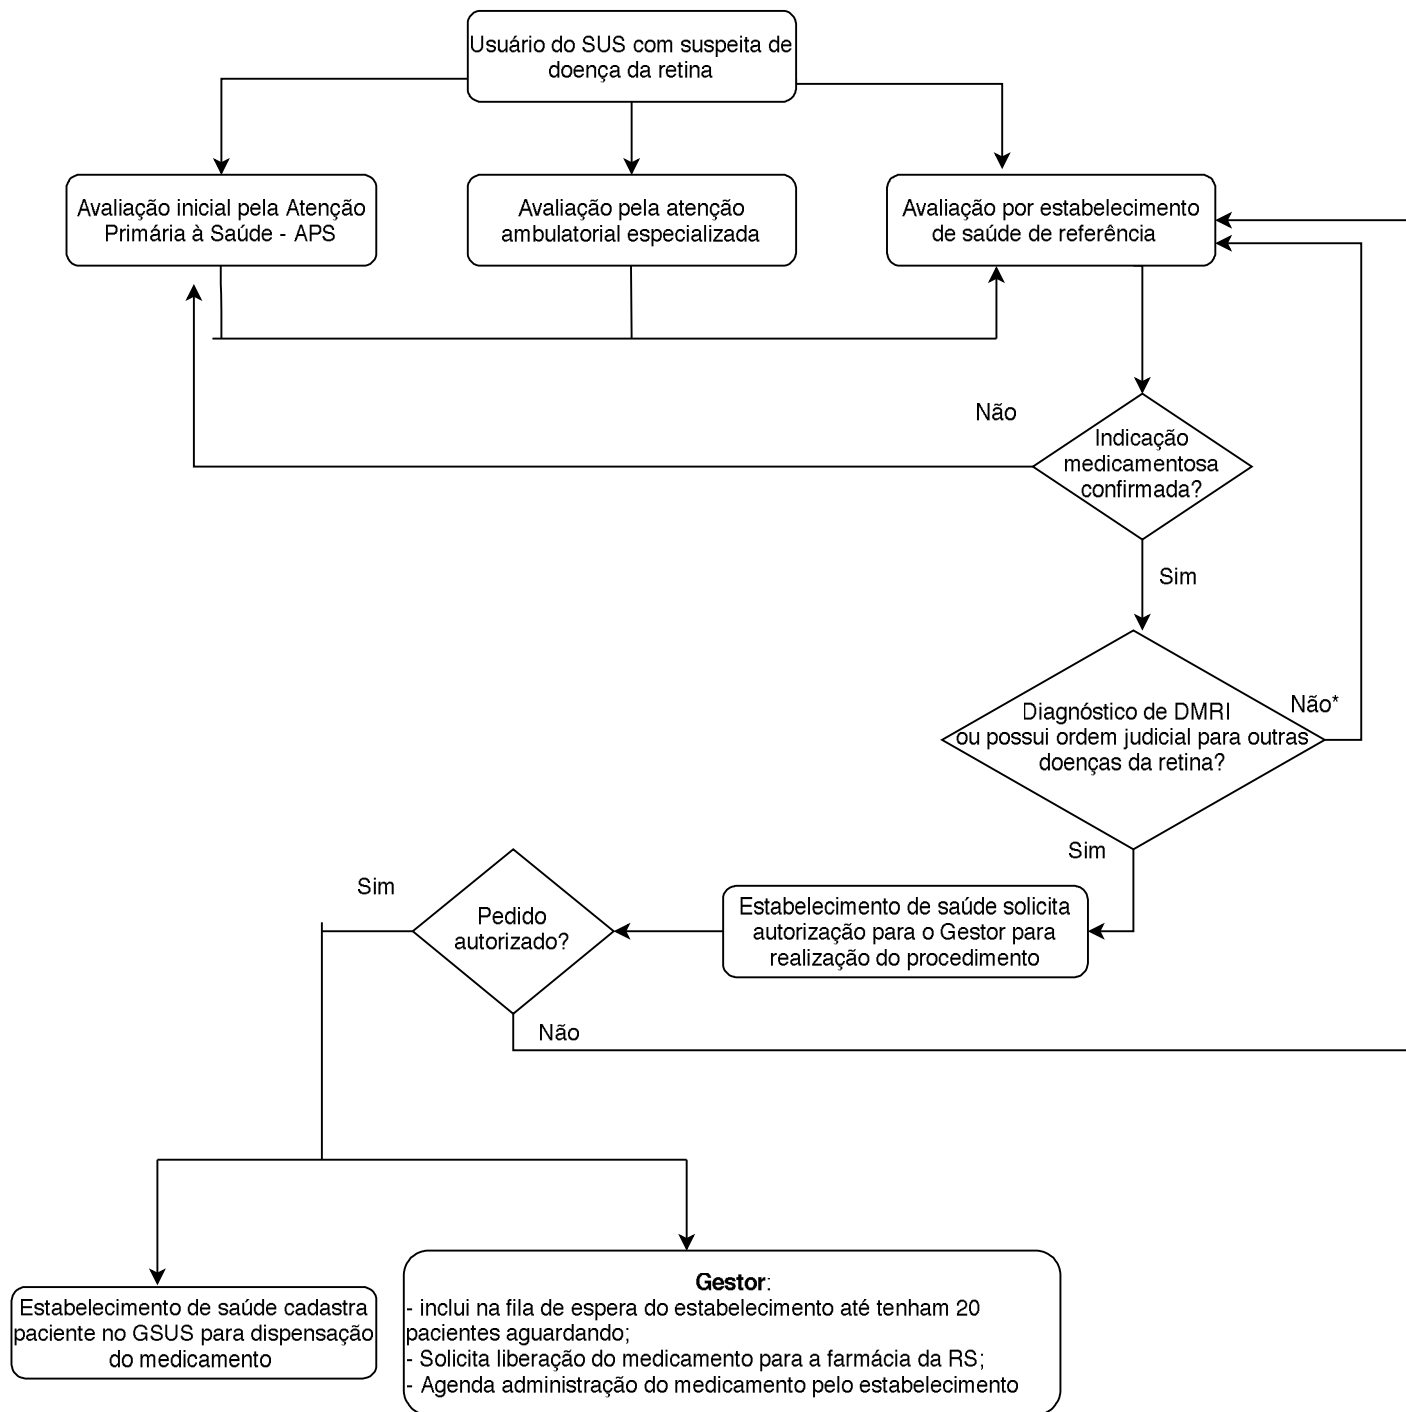 Usuário do SUS com suspeita de
doença da retina
Avaliação inicial pela Atenção
Primária à Saúde - APS
Avaliação pela atenção
ambulatorial especializada
Avaliação por estabelecimento
de saúde de referência
Não
Indicação
medicamentosa
confirmada?
Sim
Não*
Diagnóstico de DMRI
ou possui ordem judicial para outras
doenças da retina?
Sim
Sim
Pedido
autorizado?
Estabelecimento de saúde solicita
autorização para o Gestor para
realização do procedimento
Não
Estabelecimento de saúde cadastra
paciente no GSUS para dispensação
do medicamento
Gestor:
- inclui na fila de espera do estabelecimento até tenham 20
pacientes aguardando;
- Solicita liberação do medicamento para a farmácia da RS;
- Agenda administração do medicamento pelo estabelecimento